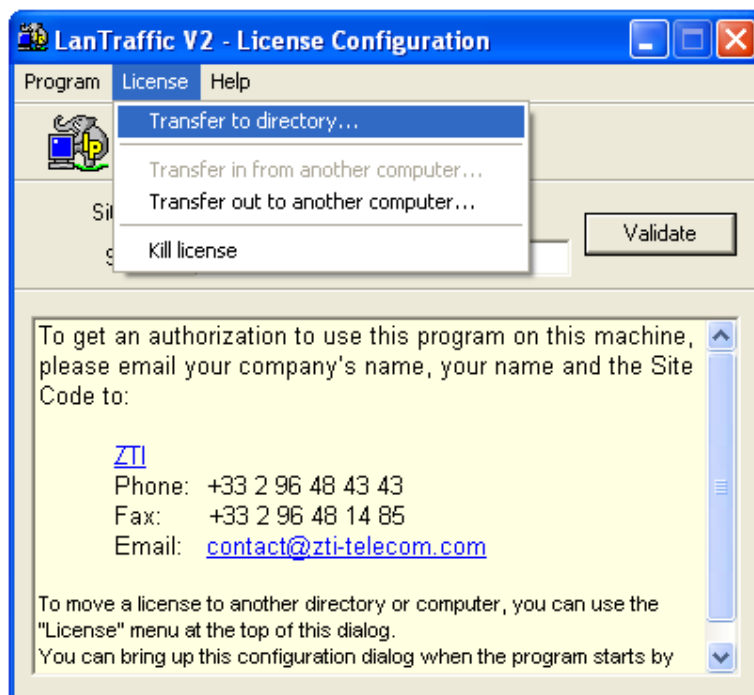 LanTraffic V2 - License Configuration
Program License Help
Transfer to directory...
Transfer in from another computer...
Transfer out to another computer...
Kill license
Validate
To get an authorization to use this program on this machine,
please email your company's name, your name and the Site
Code to:
ZTI
Phone: +33 2 96 48 43 43
Fax: +33 2 96 48 14 85
Email: contact@zti-telecom.com
To move a license to another directory or computer, you can use the
"License" menu at the top of this dialog.
You can bring up this configuration dialog when the program starts by